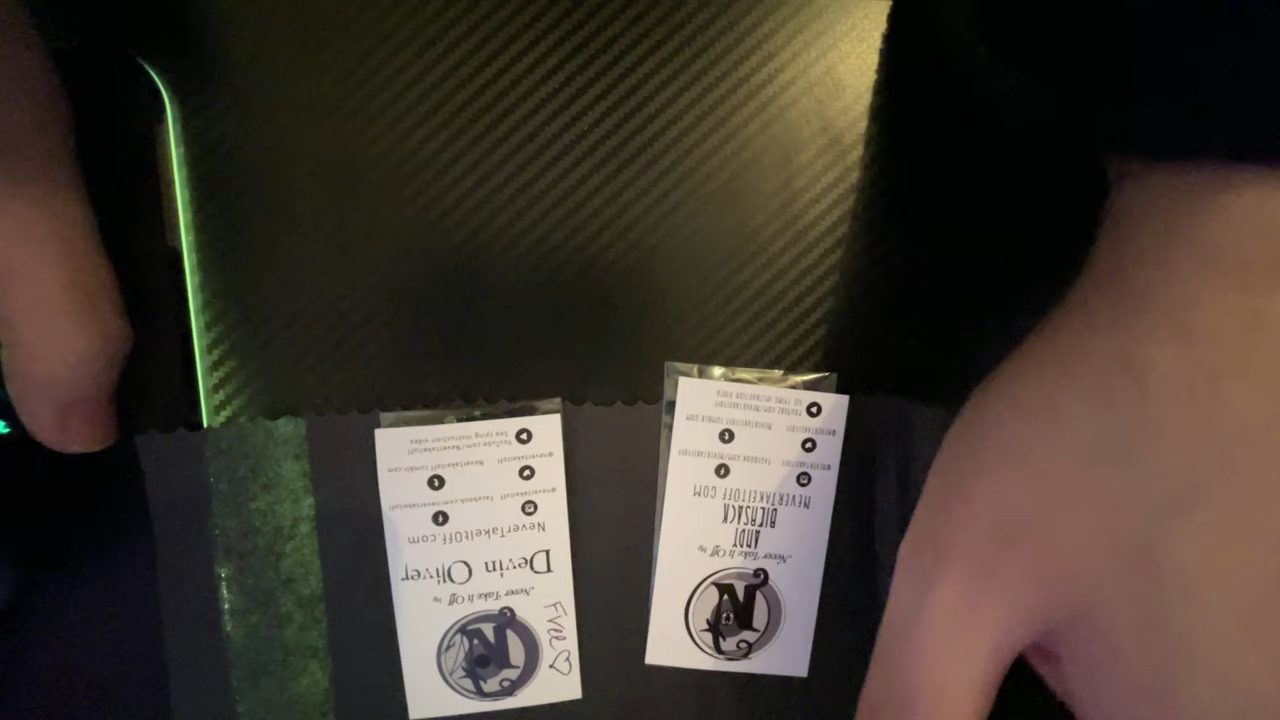 Never Take It Off by
Devin Oliver
NeverTakeItOFF.com
@nevertakeitoff Facebook.com/nevertakeitoff
@nevertakeitoff Nevertakeitoff.tumblr.com
YouTube.com/Nevertakeitoff
See tying instruction video
Free♡
Never Take It Off by
ANDY
BIERSACK
NEVERTAKEITOFF.COM
@NEVERTAKEITOFF FACEBOOK.COM/NEVERTAKEITOFF
@NEVERTAKEITOFF NEVERTAKEITOFF.TUMBLR.COM
YOUTUBE.COM/NEVERTAKEITOFF
SEE TYING INSTRUCTION VIDEO